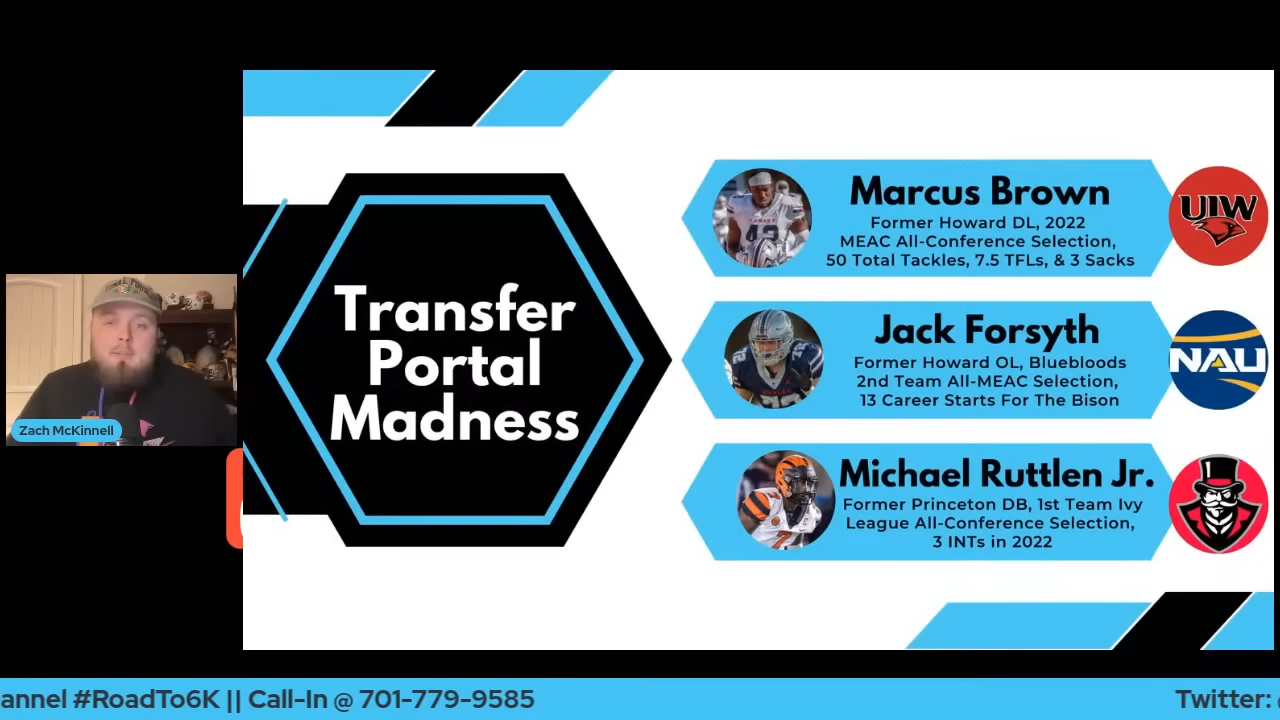 Transfer
Portal
Madness
Marcus Brown
Former Howard DL, 2022
MEAC All-Conference Selection,
50 Total Tackles, 7.5 TFLs, & 3 Sacks
UIW
Jack Forsyth
Former Howard OL, Bluebloods
2nd Team All-MEAC Selection,
13 Career Starts For The Bison
NAU
Michael Ruttlen Jr.
Former Princeton DB, 1st Team Ivy
League All-Conference Selection,
3 INTs in 2022
Zach McKinnell
annel #RoadTo6K || Call-In @ 701-779-9585
Twitter: